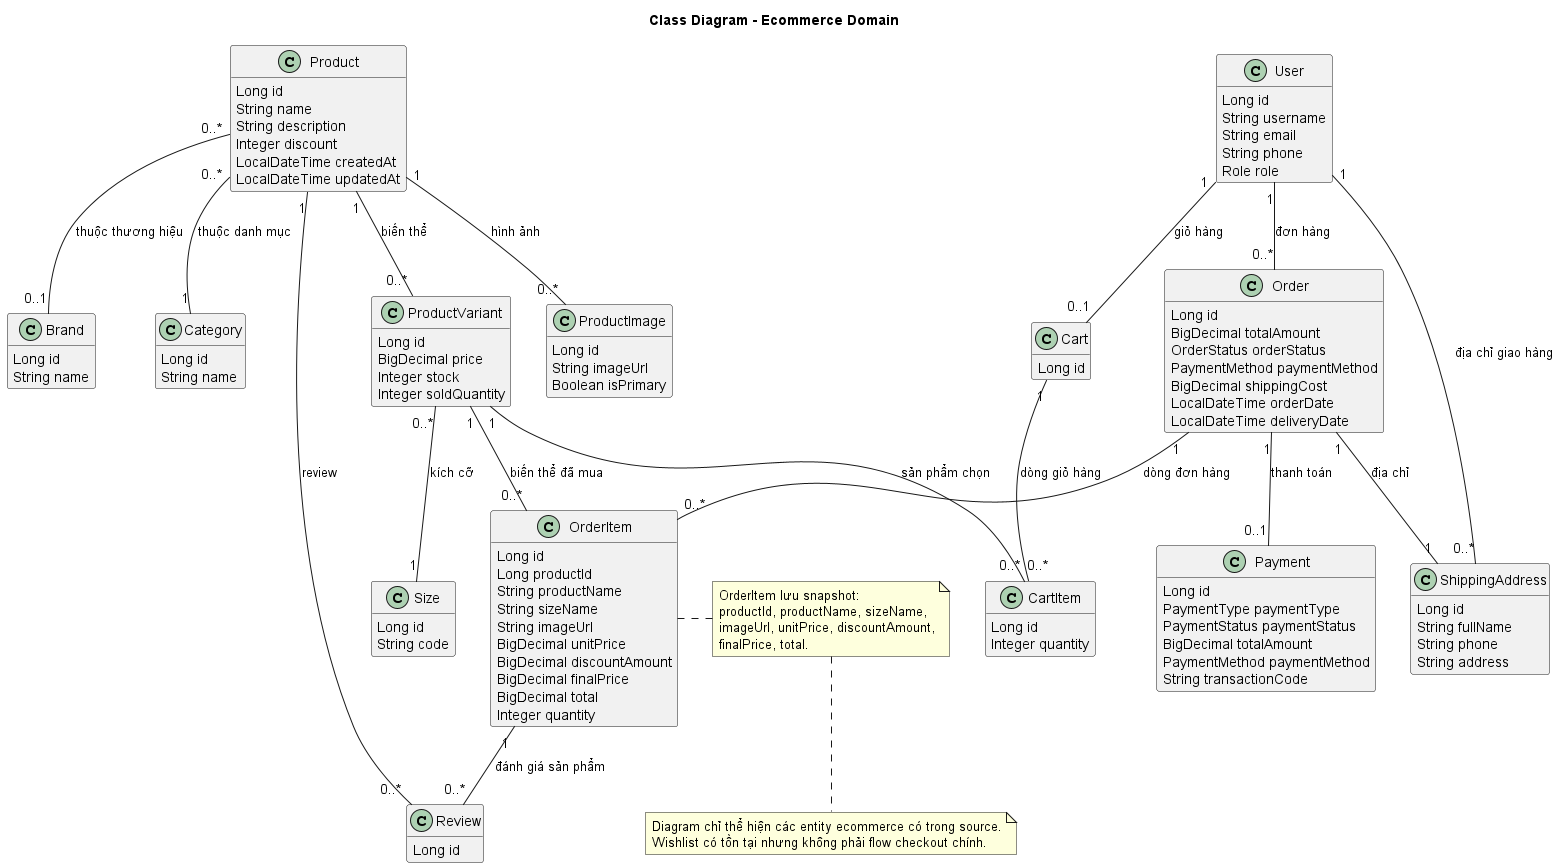 Class Diagram - Ecommerce Domain
C Product
Long id
String name
String description
Integer discount
LocalDateTime createdAt
LocalDateTime updatedAt
C User
Long id
String username
String email
String phone
Role role
0..*
0..*
1
1
1
1
1
1
thuộc thương hiệu
thuộc danh mục
biến thể
hình ảnh
giỏ hàng
đơn hàng
0..1
1
0..*
0..*
0..1
0..*
C Brand
Long id
String name
C Category
Long id
String name
C ProductVariant
Long id
BigDecimal price
Integer stock
Integer soldQuantity
C ProductImage
Long id
String imageUrl
Boolean isPrimary
C Cart
Long id
C Order
Long id
BigDecimal totalAmount
OrderStatus orderStatus
PaymentMethod paymentMethod
BigDecimal shippingCost
LocalDateTime orderDate
LocalDateTime deliveryDate
địa chỉ giao hàng
0..*
1
1
1
1
1
1
review
kích cỡ
biến thể đã mua
sản phẩm chọn
dòng giỏ hàng
dòng đơn hàng
thanh toán
địa chỉ
1
0..*
0..*
0..*
0..*
0..1
1
0..*
C Size
Long id
String code
C OrderItem
Long id
Long productId
String productName
String sizeName
String imageUrl
BigDecimal unitPrice
BigDecimal discountAmount
BigDecimal finalPrice
BigDecimal total
Integer quantity
OrderItem lưu snapshot:
productId, productName, sizeName,
imageUrl, unitPrice, discountAmount,
finalPrice, total.
C CartItem
Long id
Integer quantity
C Payment
Long id
PaymentType paymentType
PaymentStatus paymentStatus
BigDecimal totalAmount
PaymentMethod paymentMethod
String transactionCode
C ShippingAddress
Long id
String fullName
String phone
String address
1
đánh giá sản phẩm
0..*
0..*
C Review
Long id
Diagram chỉ thể hiện các entity ecommerce có trong source.
Wishlist có tồn tại nhưng không phải flow checkout chính.